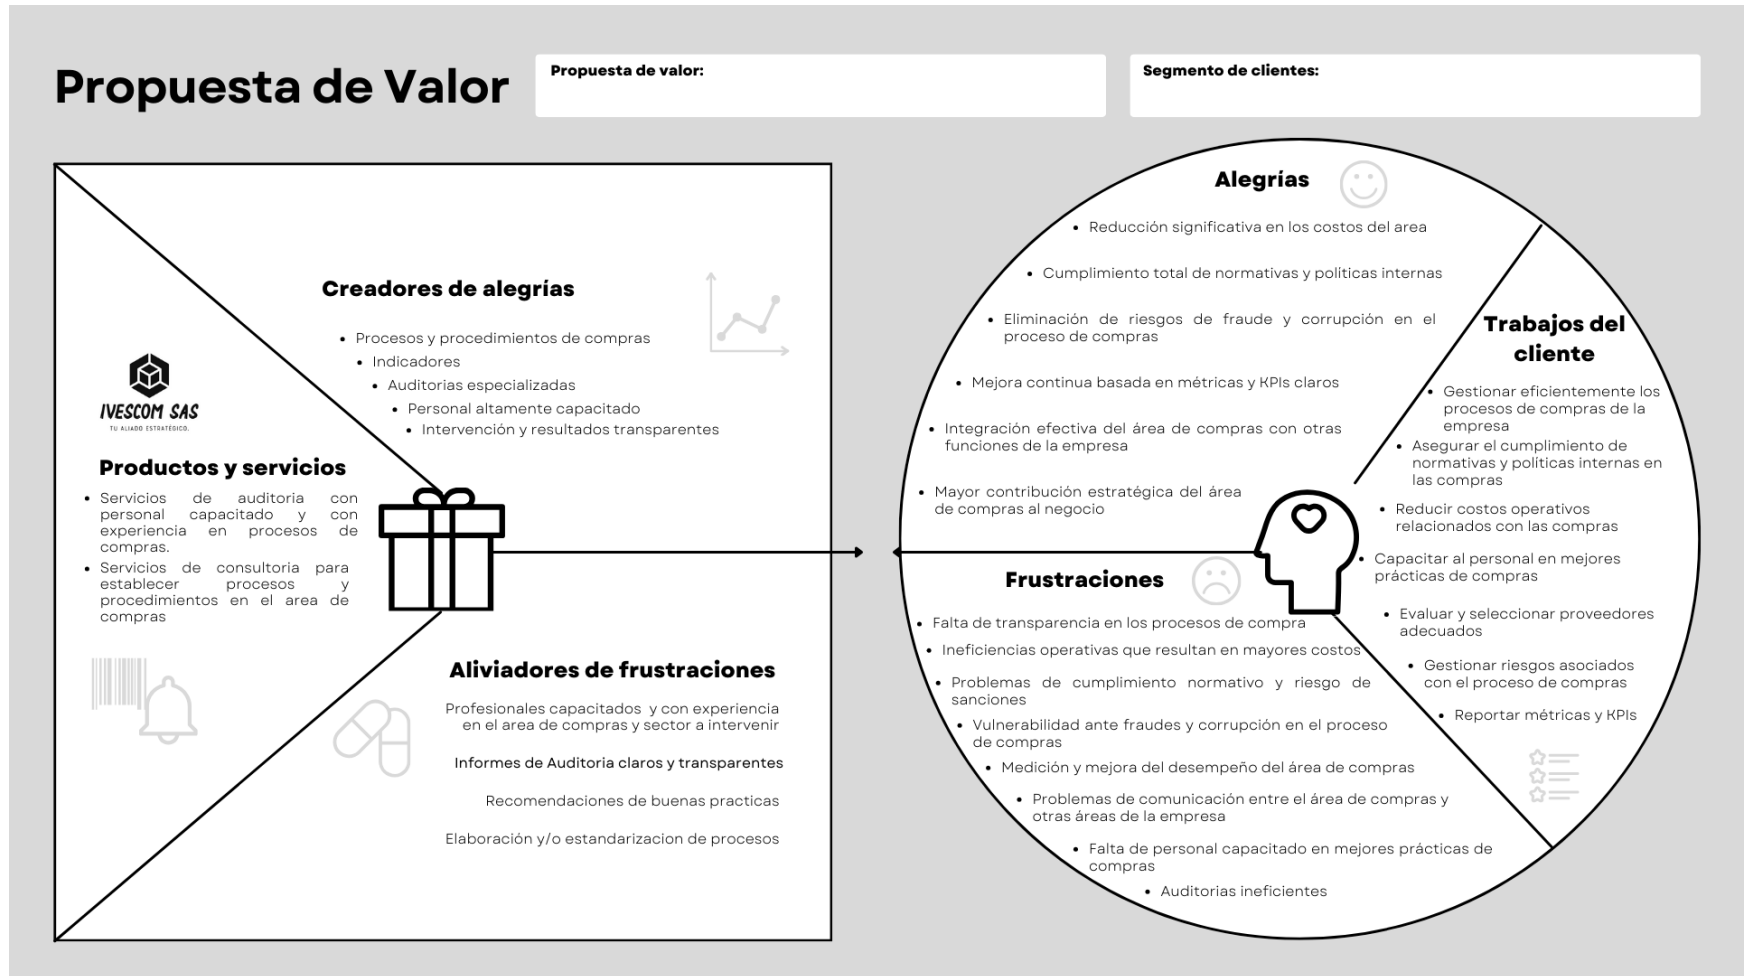 Propuesta de Valor
Propuesta de valor:
Segmento de clientes:
Creadores de alegrías
• Procesos y procedimientos de compras
• Indicadores
• Auditorias especializadas
• Personal altamente capacitado
• Intervención y resultados transparentes
IVESCOM SAS
TU ALIADO ESTRATÉGICO.
Productos y servicios
• Servicios de auditoria con
personal capacitado y con
experiencia en procesos de
compras.
• Servicios de consultoria para
establecer procesos y
procedimientos en el area de
compras
Aliviadores de frustraciones
Profesionales capacitados y con experiencia
en el area de compras y sector a intervenir
Informes de Auditoria claros y transparentes
Recomendaciones de buenas practicas
Elaboración y/o estandarizacion de procesos
Alegrías
• Reducción significativa en los costos del area
• Cumplimiento total de normativas y políticas internas
• Eliminación de riesgos de fraude y corrupción en el
proceso de compras
• Mejora continua basada en métricas y KPIs claros
• Integración efectiva del área de compras con otras
funciones de la empresa
• Mayor contribución estratégica del área
de compras al negocio
Trabajos del
cliente
• Gestionar eficientemente los
procesos de compras de la
empresa
• Asegurar el cumplimiento de
normativas y políticas internas en
las compras
• Reducir costos operativos
relacionados con las compras
• Capacitar al personal en mejores
prácticas de compras
• Evaluar y seleccionar proveedores
adecuados
• Gestionar riesgos asociados
con el proceso de compras
• Reportar métricas y KPIs
Frustraciones
• Falta de transparencia en los procesos de compra
• Ineficiencias operativas que resultan en mayores costos
• Problemas de cumplimiento normativo y riesgo de
sanciones
• Vulnerabilidad ante fraudes y corrupción en el proceso
de compras
• Medición y mejora del desempeño del área de compras
• Problemas de comunicación entre el área de compras y
otras áreas de la empresa
• Falta de personal capacitado en mejores prácticas de
compras
• Auditorias ineficientes